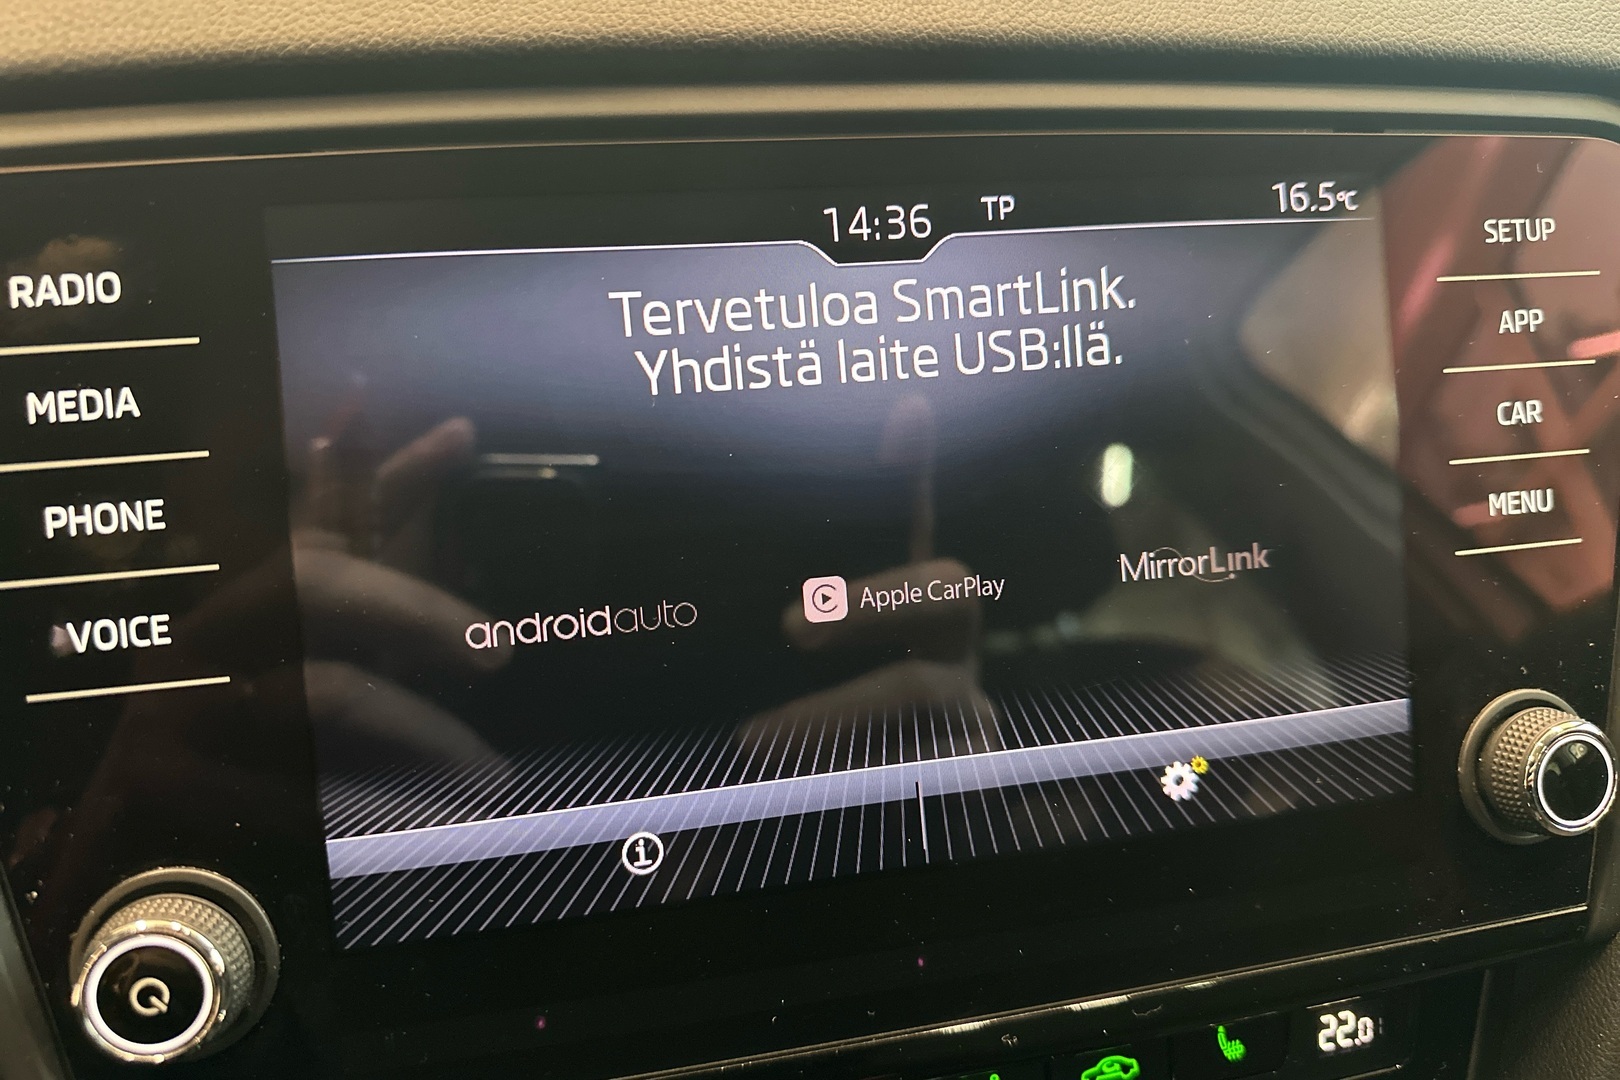 14:36 TP 16.5°C
RADIO
MEDIA
PHONE
VOICE
Tervetuloa SmartLink.
Yhdistä laite USB:llä.
androidauto
Apple CarPlay
MirrorLink
SETUP
APP
CAR
MENU
22.0